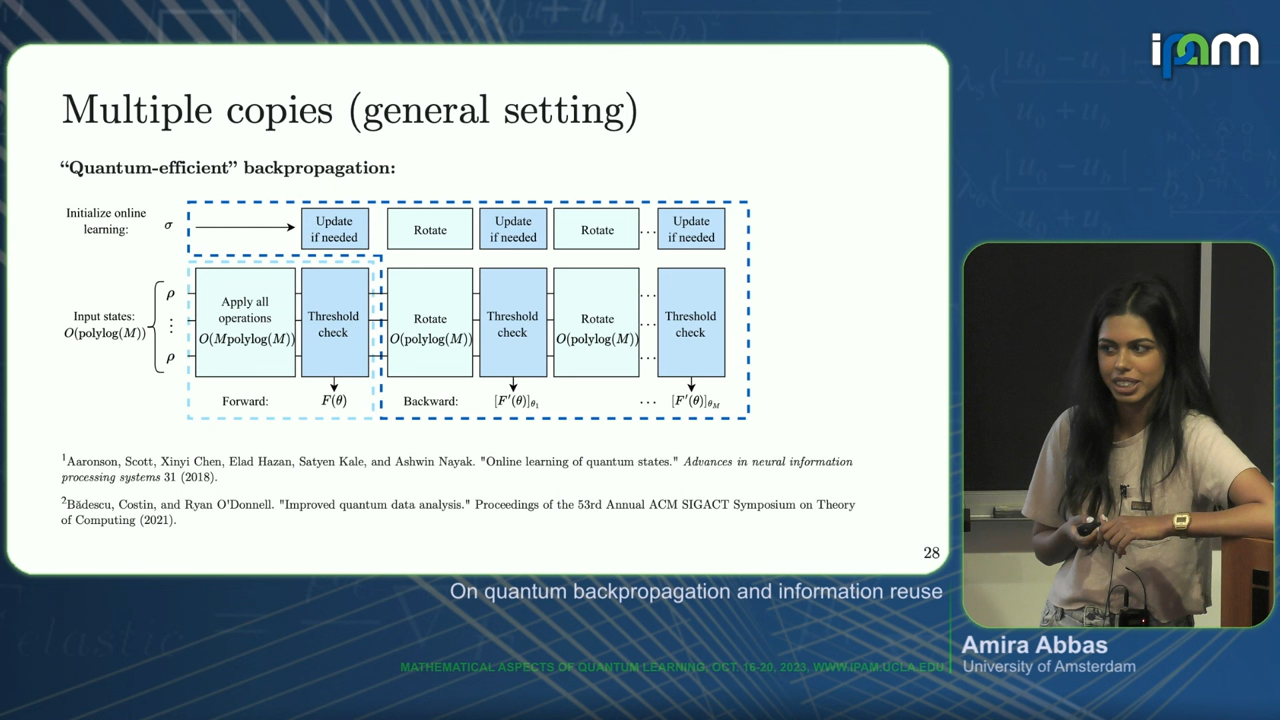 ipam
Multiple copies (general setting)
“Quantum-efficient” backpropagation:
Initialize online
learning:
σ
Update
if needed
Rotate
Update
if needed
Rotate
...
Update
if needed
Input states:
O(polylog(M))
ρ
⋮
ρ
Apply all
operations
O(Mpolylog(M))
Threshold
check
Rotate
O(polylog(M))
Threshold
check
Rotate
O(polylog(M))
...
...
...
Threshold
check
Forward:
F(θ)
Backward:
[F′(θ)]θ₁
...
[F′(θ)]θ_M
¹Aaronson, Scott, Xinyi Chen, Elad Hazan, Satyen Kale, and Ashwin Nayak. "Online learning of quantum states." Advances in neural information
processing systems 31 (2018).
²Bădescu, Costin, and Ryan O'Donnell. "Improved quantum data analysis." Proceedings of the 53rd Annual ACM SIGACT Symposium on Theory
of Computing (2021).
28
On quantum backpropagation and information reuse
Amira Abbas
University of Amsterdam
MATHEMATICAL ASPECTS OF QUANTUM LEARNING, OCT. 16-20, 2023, WWW.IPAM.UCLA.EDU
elastic